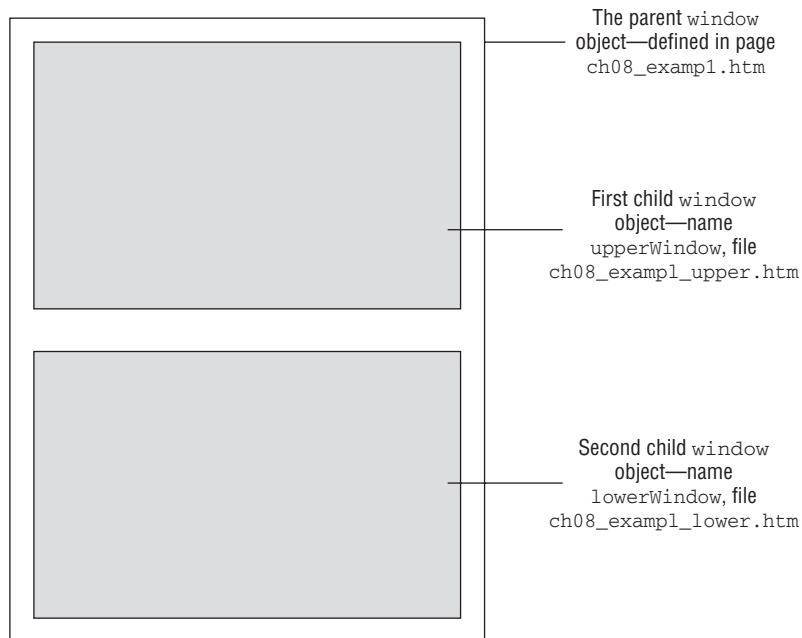 The parent window
object—defined in page
ch08_examp1.htm
First child window
object—name
upperWindow, file
ch08_examp1_upper.htm
Second child window
object—name
lowerWindow, file
ch08_examp1_lower.htm